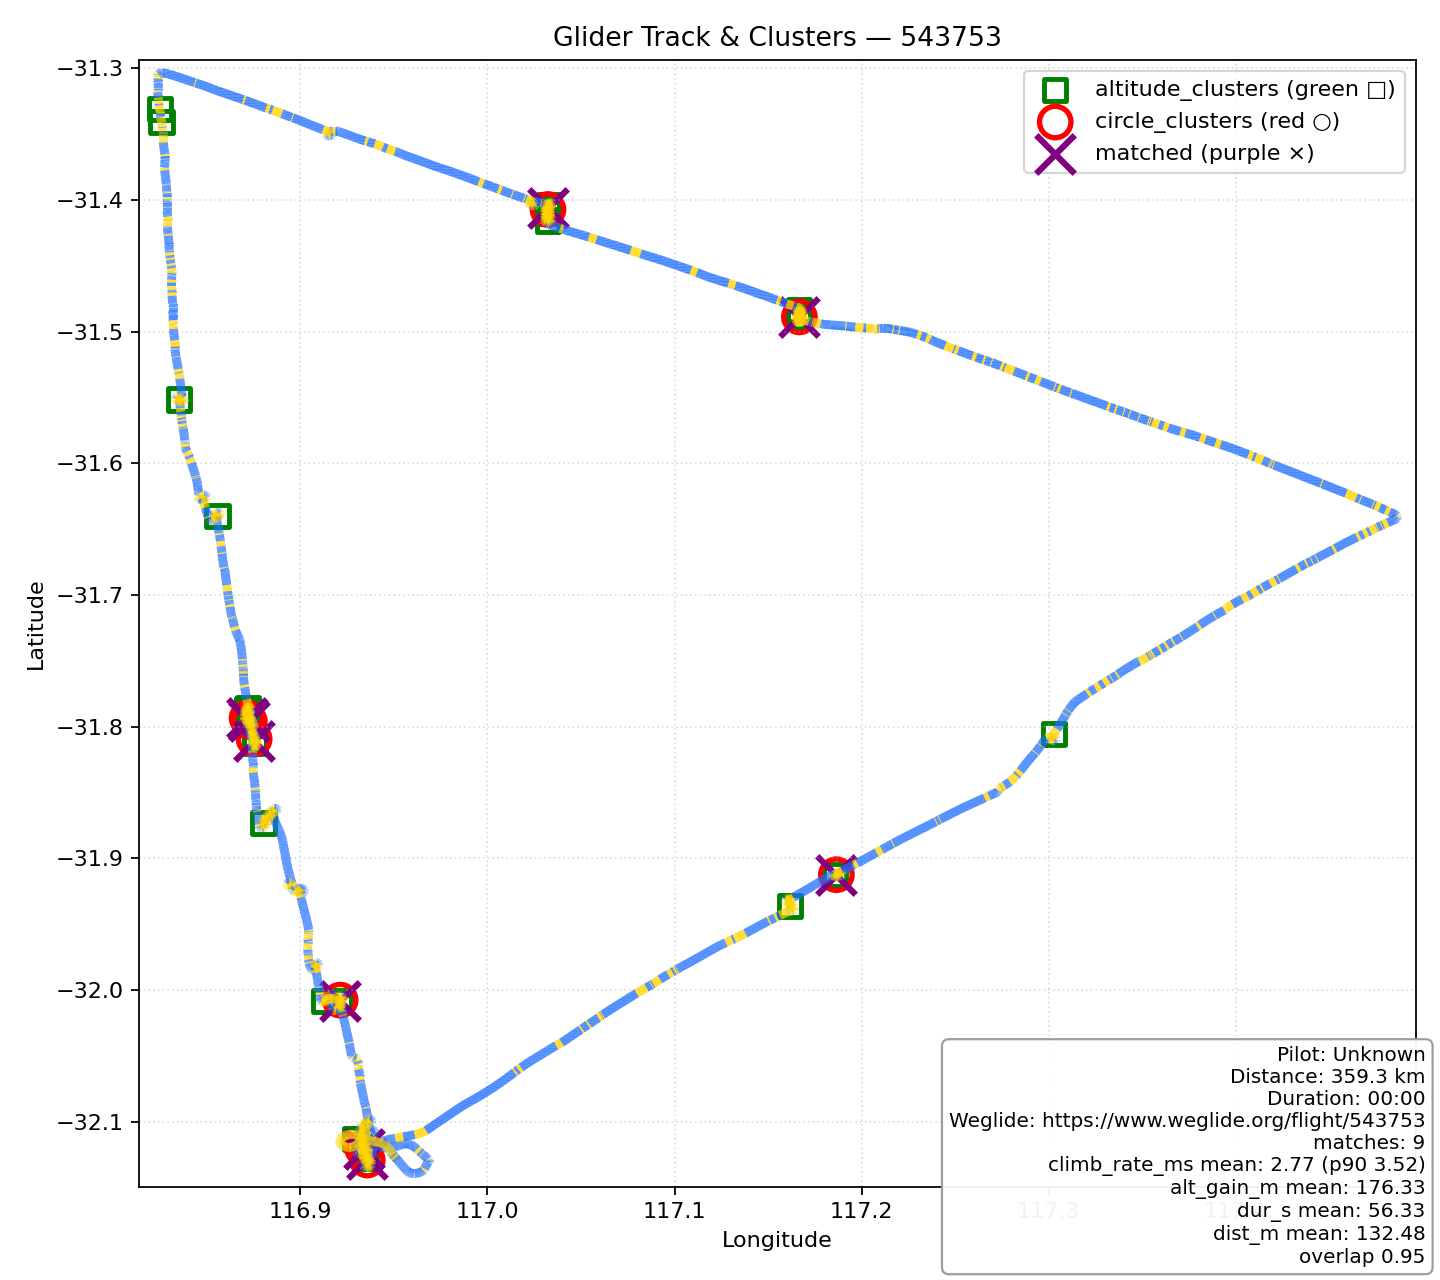 Glider Track & Clusters — 543753
altitude_clusters (green □)
circle_clusters (red ○)
matched (purple ×)
Latitude
−31.3
−31.4
−31.5
−31.6
−31.7
−31.8
−31.9
−32.0
−32.1
116.9
117.0
117.1
117.2
117.3
Longitude
Pilot: Unknown
Distance: 359.3 km
Duration: 00:00
Weglide: https://www.weglide.org/flight/543753
matches: 9
climb_rate_ms mean: 2.77 (p90 3.52)
alt_gain_m mean: 176.33
dur_s mean: 56.33
dist_m mean: 132.48
overlap 0.95